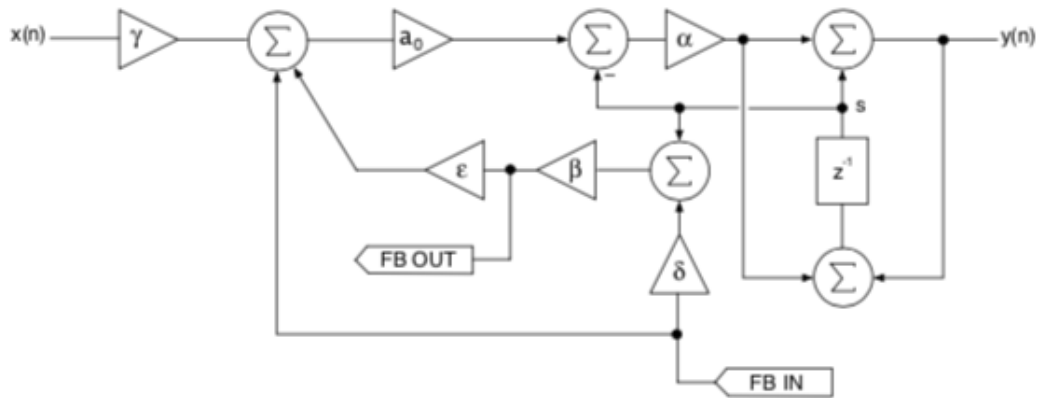 x(n)
γ
Σ
a₀
Σ
−
α
Σ
y(n)
s
ε
β
Σ
z⁻¹
FB OUT
δ
Σ
FB IN